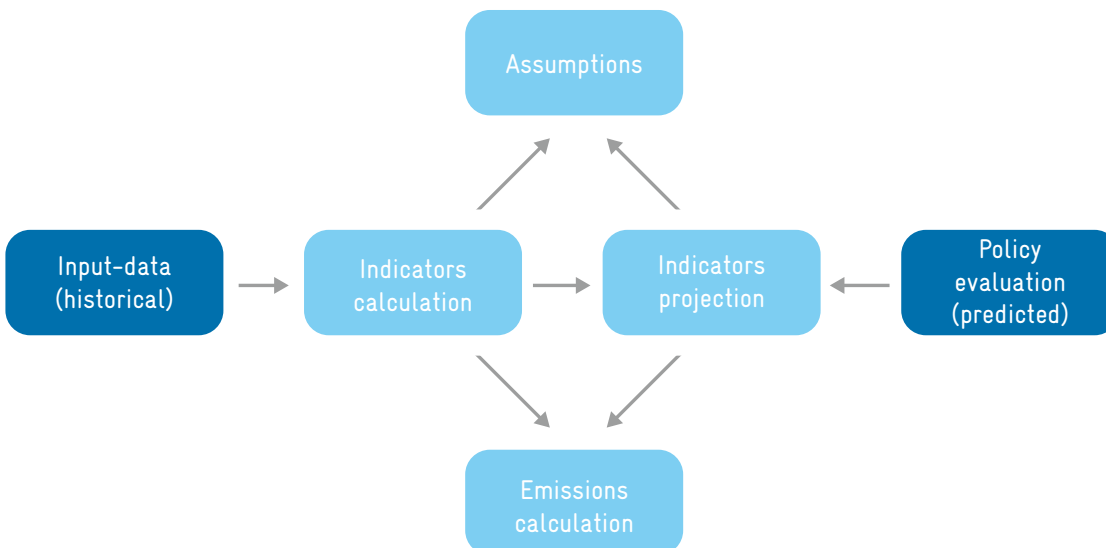 Assumptions
Input-data
(historical)
Indicators
calculation
Indicators
projection
Policy
evaluation
(predicted)
Emissions
calculation